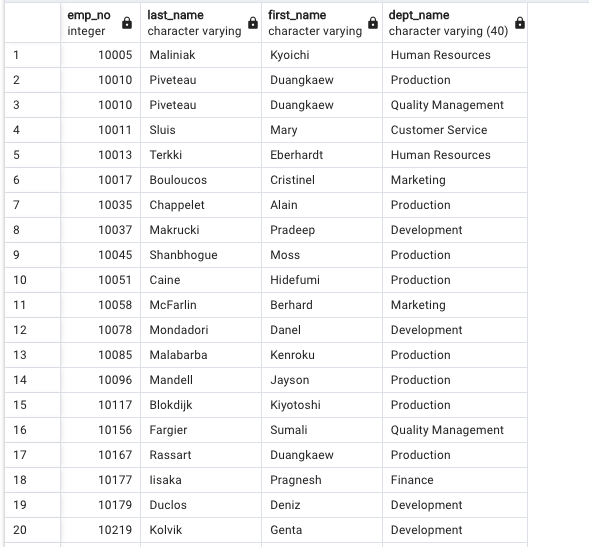 emp_no last_name first_name dept_name
integer character varying character varying character varying (40)
1 10005 Maliniak Kyoichi Human Resources
2 10010 Piveteau Duangkaew Production
3 10010 Piveteau Duangkaew Quality Management
4 10011 Sluis Mary Customer Service
5 10013 Terkki Eberhardt Human Resources
6 10017 Bouloucos Cristinel Marketing
7 10035 Chappelet Alain Production
8 10037 Makrucki Pradeep Development
9 10045 Shanbhogue Moss Production
10 10051 Caine Hidefumi Production
11 10058 McFarlin Berhard Marketing
12 10078 Mondadori Danel Development
13 10085 Malabarba Kenroku Production
14 10096 Mandell Jayson Production
15 10117 Blokdijk Kiyotoshi Production
16 10156 Fargier Sumali Quality Management
17 10167 Rassart Duangkaew Production
18 10177 Iisaka Pragnesh Finance
19 10179 Duclos Deniz Development
20 10219 Kolvik Genta Development